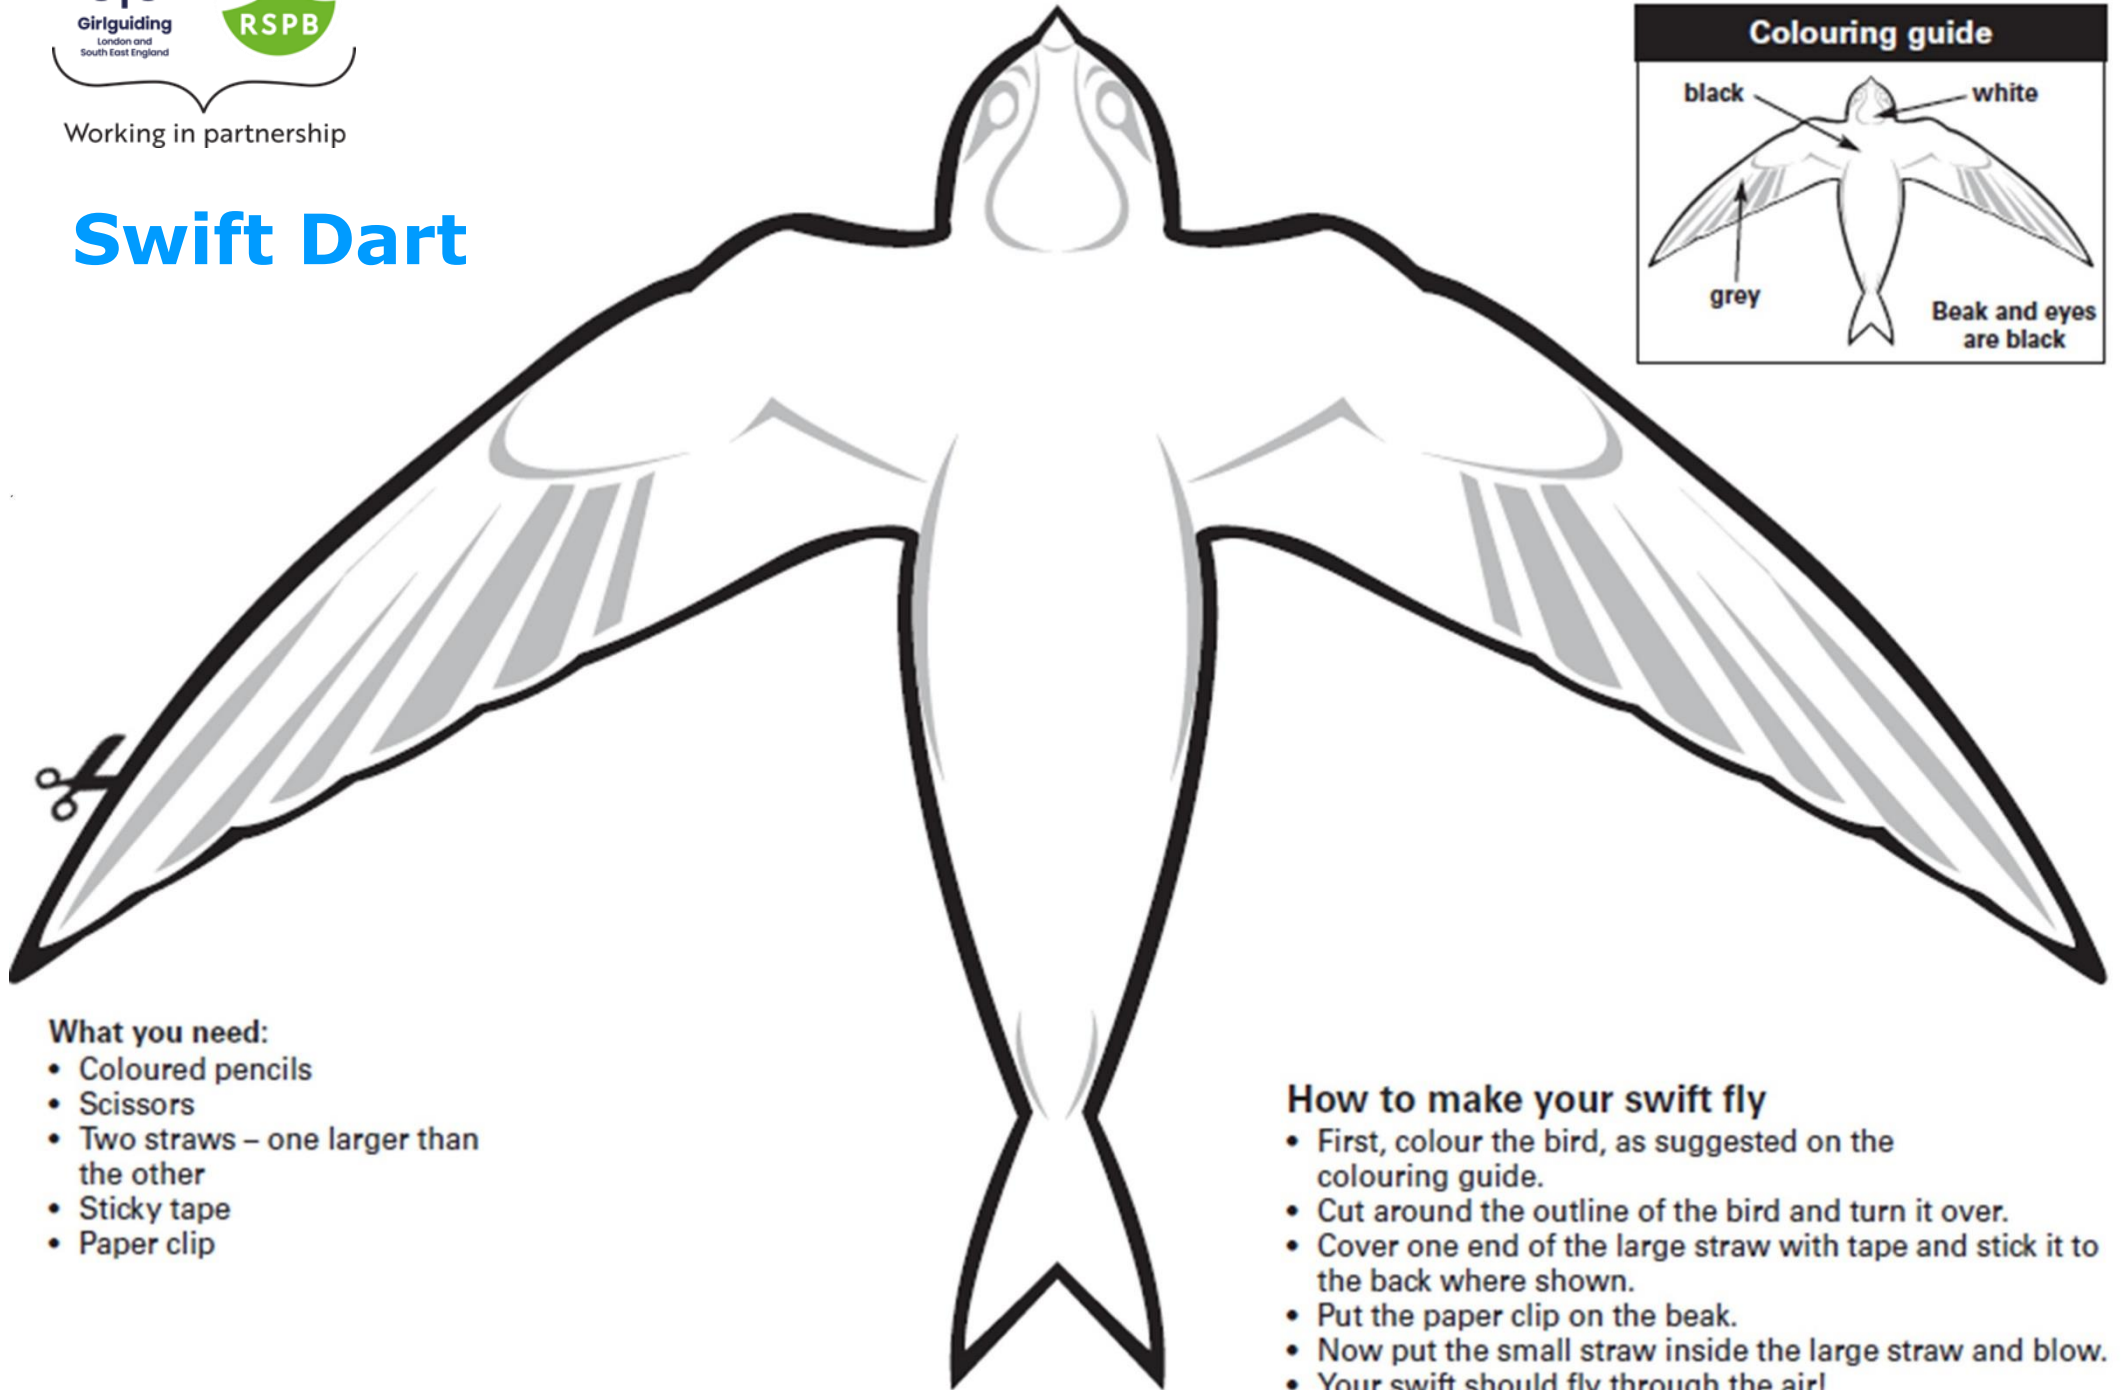 Girlguiding
London and
South East England
RSPB
Working in partnership
Swift Dart
Colouring guide
black
white
grey
Beak and eyes
are black
What you need:
• Coloured pencils
• Scissors
• Two straws – one larger than
the other
• Sticky tape
• Paper clip
How to make your swift fly
• First, colour the bird, as suggested on the
colouring guide.
• Cut around the outline of the bird and turn it over.
• Cover one end of the large straw with tape and stick it to
the back where shown.
• Put the paper clip on the beak.
• Now put the small straw inside the large straw and blow.
• Your swift should fly through the air!